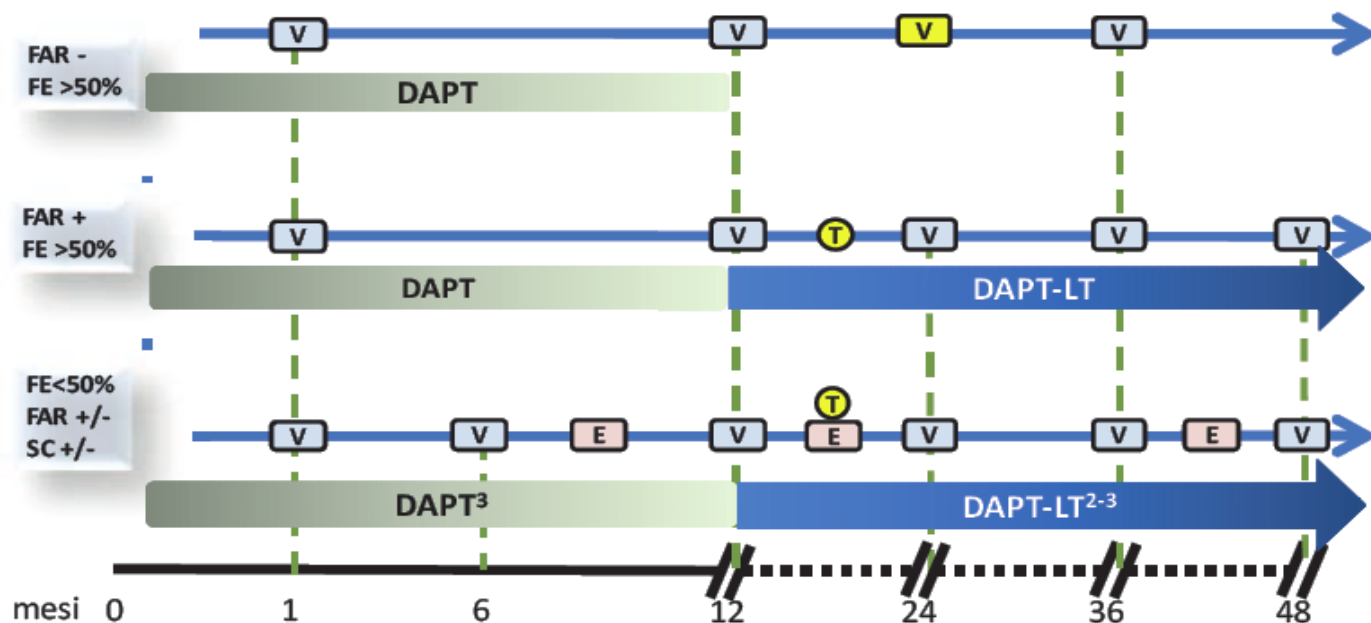 V V V V
FAR -
FE >50%
DAPT
FAR +
FE >50%
V V T V V V
DAPT DAPT-LT
FE<50%
FAR +/-
SC +/-
T
V V E V E V V E V
DAPT³ DAPT-LT²⁻³
mesi 0 1 6 12 24 36 48